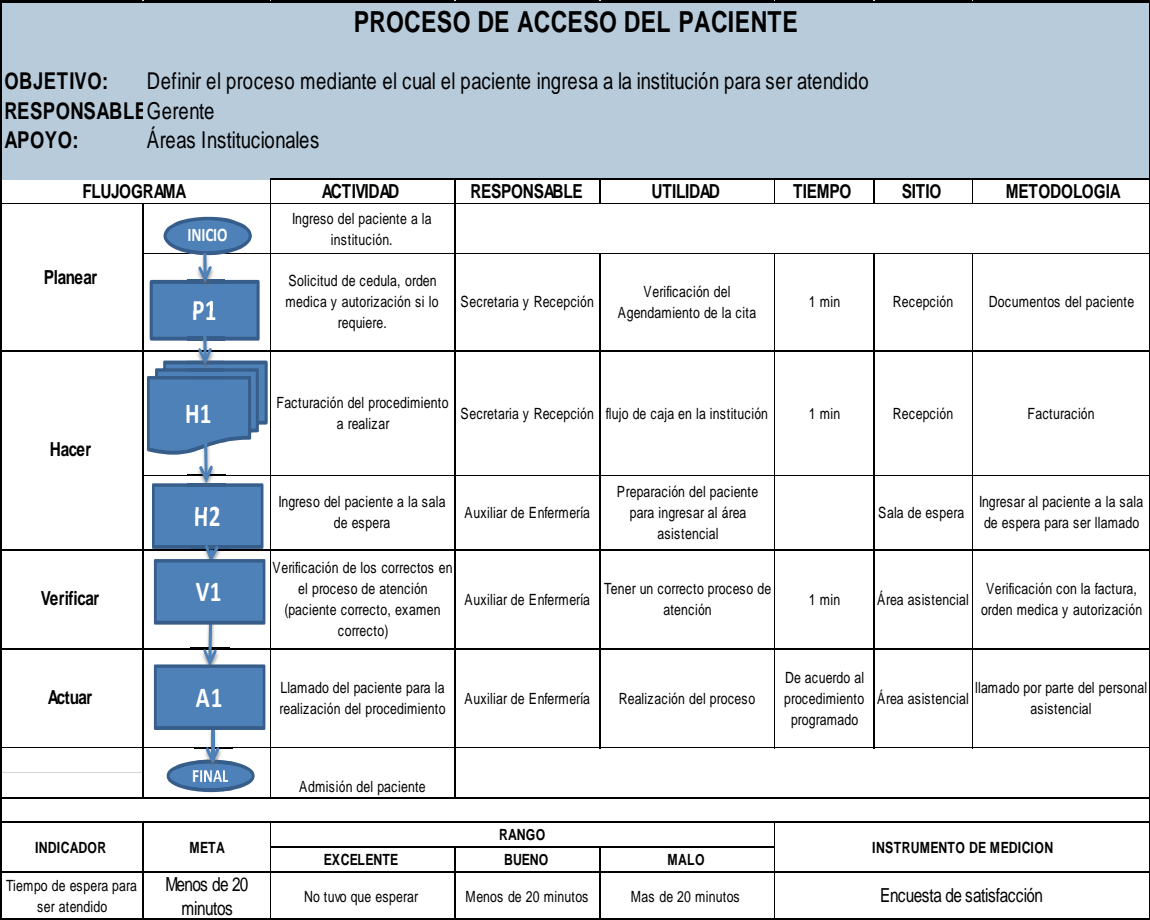 PROCESO DE ACCESO DEL PACIENTE
OBJETIVO: Definir el proceso mediante el cual el paciente ingresa a la institución para ser atendido
RESPONSABLE Gerente
APOYO: Áreas Institucionales
FLUJOGRAMA ACTIVIDAD RESPONSABLE UTILIDAD TIEMPO SITIO METODOLOGIA
Planear
INICIO
Ingreso del paciente a la
institución.
P1
Solicitud de cedula, orden
medica y autorización si lo
requiere.
Secretaria y Recepción
Verificación del
Agendamiento de la cita
1 min
Recepción
Documentos del paciente
Hacer
H1
Facturación del procedimiento
a realizar
Secretaria y Recepción
flujo de caja en la institución
1 min
Recepción
Facturación
H2
Ingreso del paciente a la sala
de espera
Auxiliar de Enfermería
Preparación del paciente
para ingresar al área
asistencial
Sala de espera
Ingresar al paciente a la sala
de espera para ser llamado
Verificar
V1
Verificación de los correctos en
el proceso de atención
(paciente correcto, examen
correcto)
Auxiliar de Enfermería
Tener un correcto proceso de
atención
1 min
Área asistencial
Verificación con la factura,
orden medica y autorización
Actuar
A1
Llamado del paciente para la
realización del procedimiento
Auxiliar de Enfermería
Realización del proceso
De acuerdo al
procedimiento
programado
Área asistencial
llamado por parte del personal
asistencial
FINAL
Admisión del paciente
INDICADOR
META
RANGO
EXCELENTE BUENO MALO
INSTRUMENTO DE MEDICION
Tiempo de espera para
ser atendido
Menos de 20
minutos
No tuvo que esperar
Menos de 20 minutos
Mas de 20 minutos
Encuesta de satisfacción